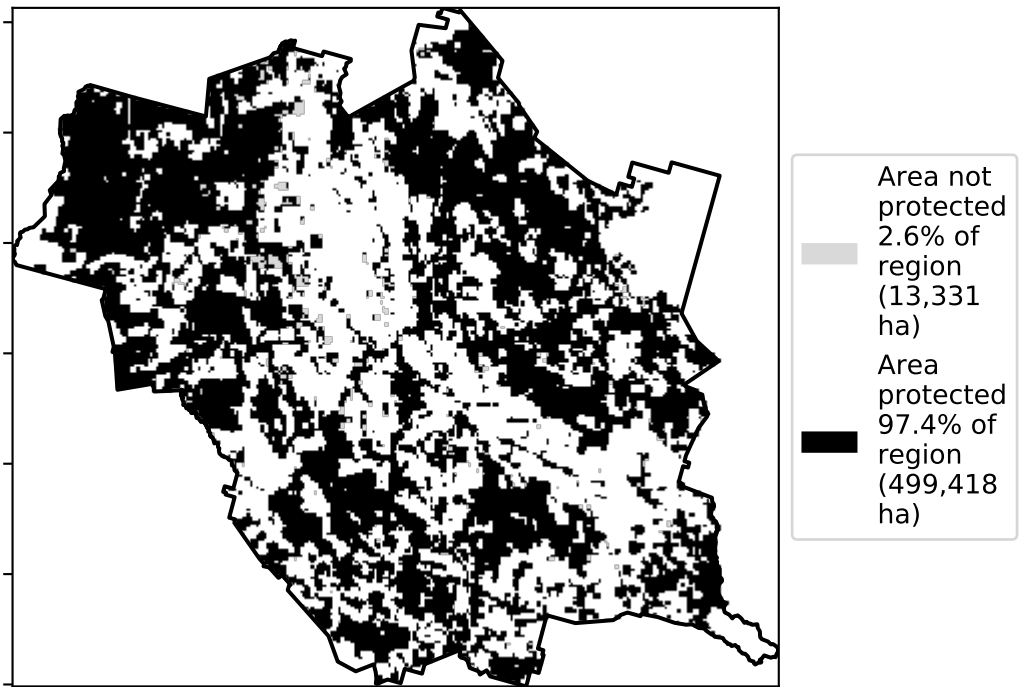 Area not
protected
2.6% of
region
(13,331
ha)
Area
protected
97.4% of
region
(499,418
ha)